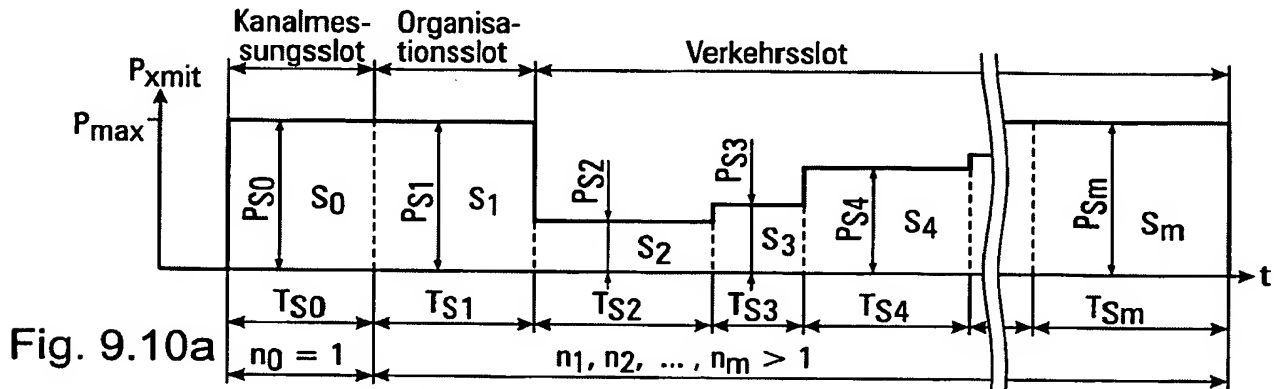 Kanalmes-
sungsslot
Organisa-
tionsslot
Verkehrsslot
Pxmit
Pmax
PS0
S0
PS1
S1
PS2
S2
PS3
S3
PS4
S4
PSm
Sm
t
TS0
TS1
TS2
TS3
TS4
TSm
Fig. 9.10a
n0 = 1
n1, n2, ... , nm > 1